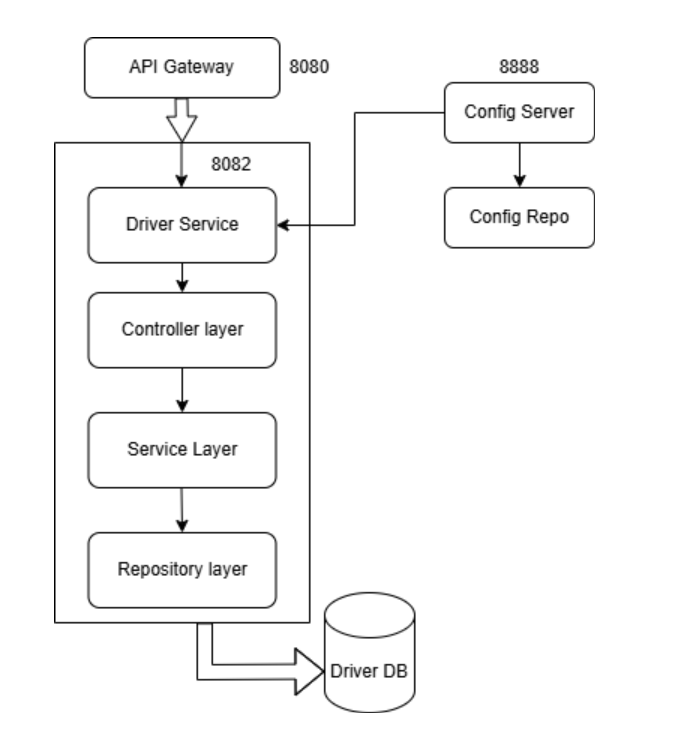 API Gateway
8080
8888
Config Server
8082
Driver Service
Config Repo
Controller layer
Service Layer
Repository layer
Driver DB